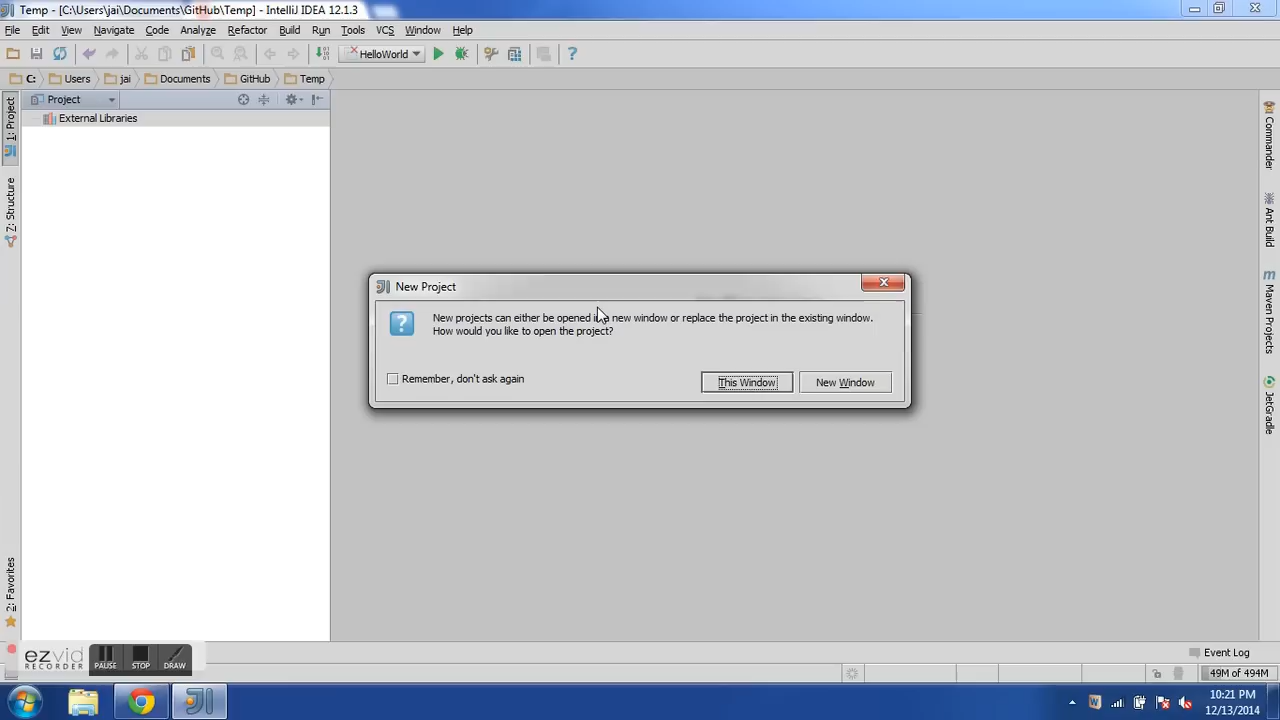 Temp - [C:\Users\jai\Documents\GitHub\Temp] - IntelliJ IDEA 12.1.3
File Edit View Navigate Code Analyze Refactor Build Run Tools VCS Window Help
HelloWorld
C: Users jai Documents GitHub Temp
1: Project
Project
External Libraries
7: Structure
2: Favorites
New Project
New projects can either be opened in a new window or replace the project in the existing window.
How would you like to open the project?
Remember, don't ask again
This Window
New Window
Commander
Ant Build
Maven Projects
JetGradle
ezvid
RECORDER
PAUSE STOP DRAW
Event Log
49M of 494M
10:21 PM
12/13/2014